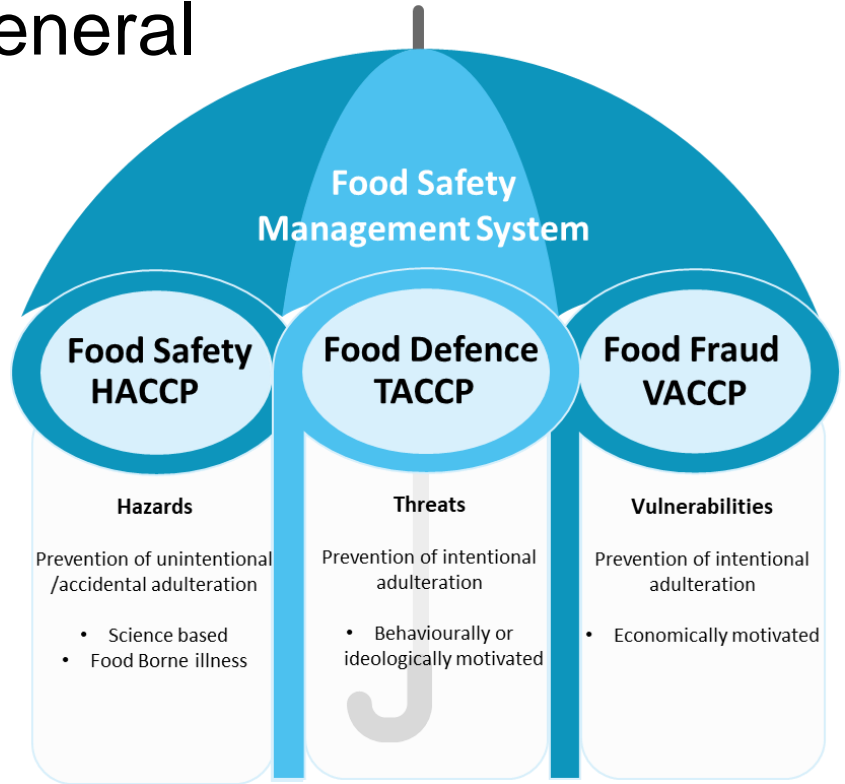 eneral
Food Safety
Management System
Food Safety
HACCP
Food Defence
TACCP
Food Fraud
VACCP
Hazards
Prevention of unintentional
/accidental adulteration
• Science based
• Food Borne illness
Threats
Prevention of intentional
adulteration
• Behaviourally or
ideologically motivated
Vulnerabilities
Prevention of intentional
adulteration
• Economically motivated